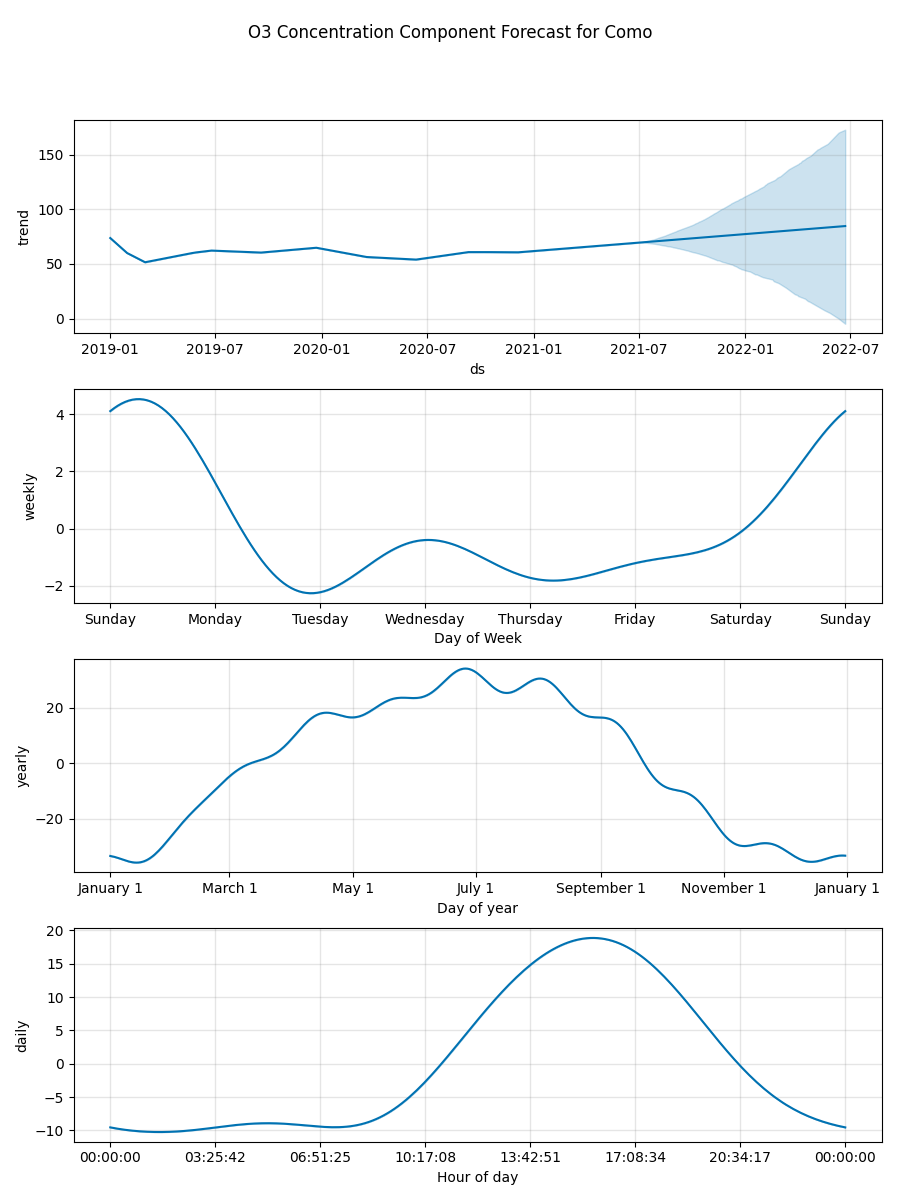 O3 Concentration Component Forecast for Como
150
100
50
0
trend
2019-01 2019-07 2020-01 2020-07 2021-01 2021-07 2022-01 2022-07
ds
4
2
0
−2
weekly
Sunday Monday Tuesday Wednesday Thursday Friday Saturday Sunday
Day of Week
20
0
−20
yearly
January 1 March 1 May 1 July 1 September 1 November 1 January 1
Day of year
20
15
10
5
0
−5
−10
daily
00:00:00 03:25:42 06:51:25 10:17:08 13:42:51 17:08:34 20:34:17 00:00:00
Hour of day